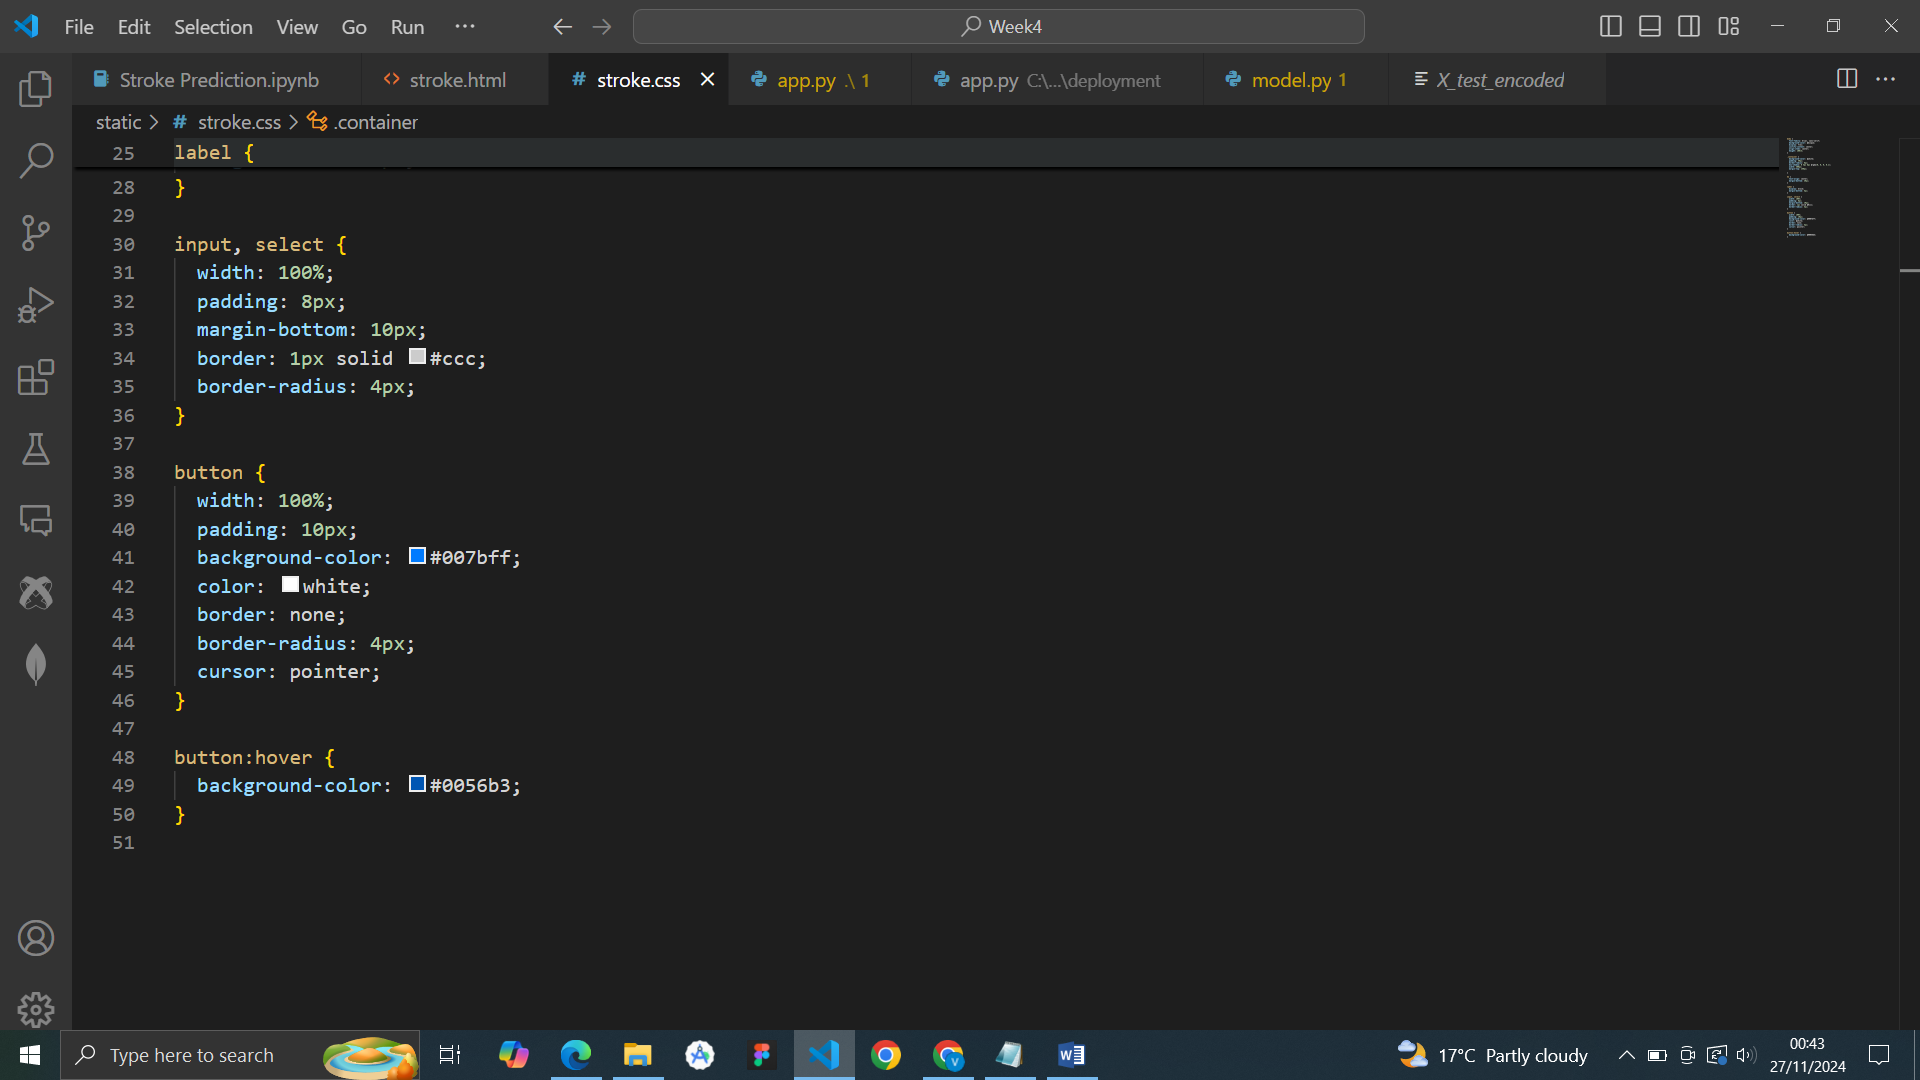 File Edit Selection View Go Run ··· Week4
Stroke Prediction.ipynb stroke.html # stroke.css app.py .\ 1 app.py C:\...\deployment model.py 1 X_test_encoded
static > # stroke.css > .container
25 label {
28 }
29
30 input, select {
31 width: 100%;
32 padding: 8px;
33 margin-bottom: 10px;
34 border: 1px solid #ccc;
35 border-radius: 4px;
36 }
37
38 button {
39 width: 100%;
40 padding: 10px;
41 background-color: #007bff;
42 color: white;
43 border: none;
44 border-radius: 4px;
45 cursor: pointer;
46 }
47
48 button:hover {
49 background-color: #0056b3;
50 }
51
Type here to search 17°C Partly cloudy 00:43
27/11/2024